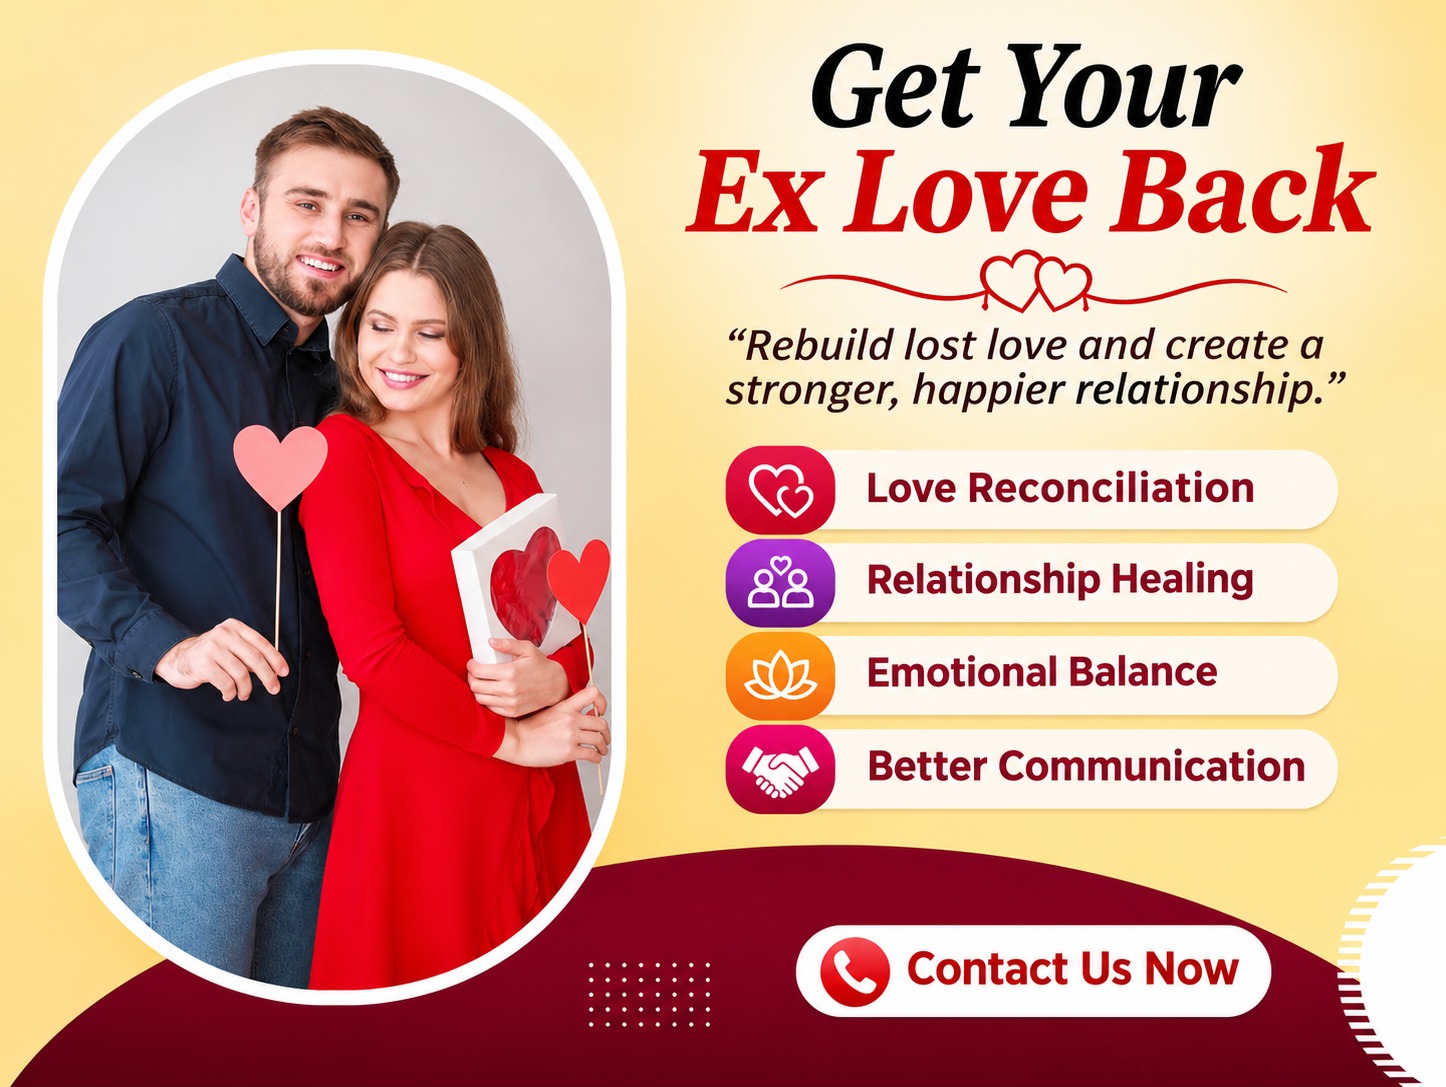 Get Your
Ex Love Back
“Rebuild lost love and create a
stronger, happier relationship.”
Love Reconciliation
Relationship Healing
Emotional Balance
Better Communication
Contact Us Now